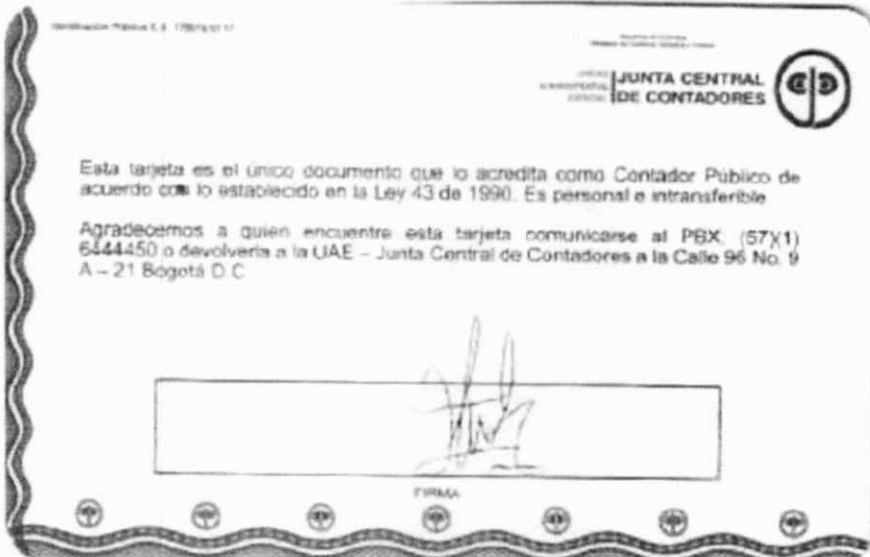 JUNTA CENTRAL
DE CONTADORES
Esta tarjeta es el único documento que lo acredita como Contador Público de
acuerdo con lo establecido en la Ley 43 de 1990. Es personal e intransferible
Agradecemos a quien encuentre esta tarjeta comunicarse al PBX. (57)(1)
6444450 o devolverla a la UAE – Junta Central de Contadores a la Calle 96 No. 9
A – 21 Bogotá D.C
FIRMA